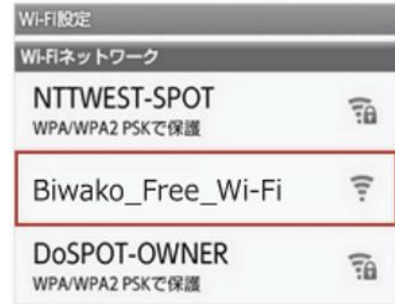 Wi-Fi設定
Wi-Fiネットワーク
NTTWEST-SPOT
WPA/WPA2 PSKで保護
Biwako_Free_Wi-Fi
DoSPOT-OWNER
WPA/WPA2 PSKで保護